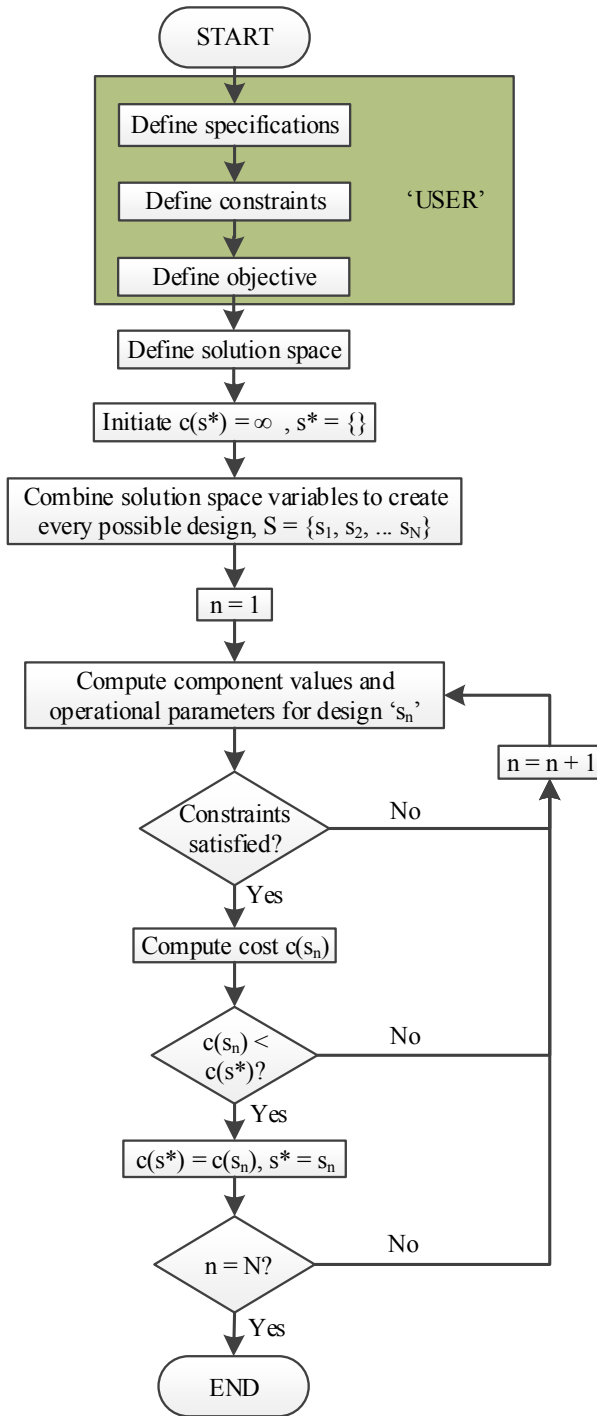 START
Define specifications
Define constraints
‘USER’
Define objective
Define solution space
Initiate c(s*) = ∞ , s* = {}
Combine solution space variables to create
every possible design, S = {s₁, s₂, ... s_N}
n = 1
Compute component values and
operational parameters for design ‘sₙ’
n = n + 1
Constraints
satisfied?
No
Yes
Compute cost c(sₙ)
c(sₙ) <
c(s*)?
No
Yes
c(s*) = c(sₙ), s* = sₙ
n = N?
No
Yes
END